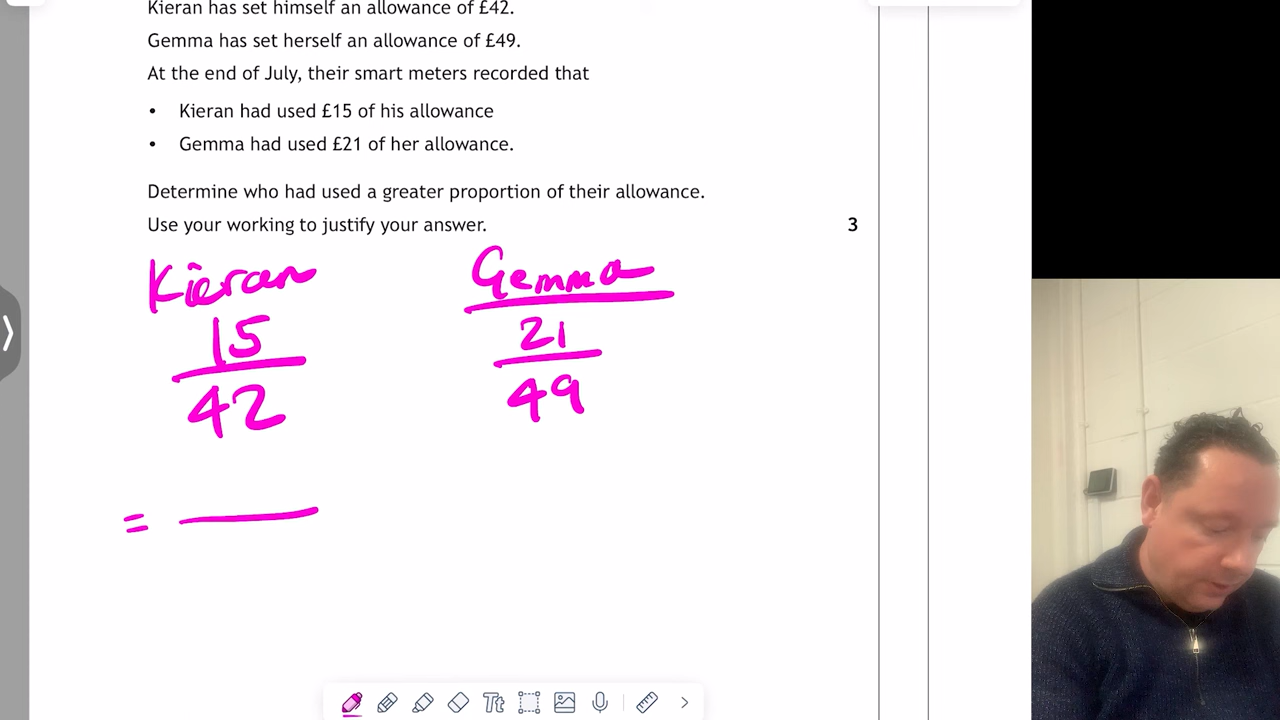 Kieran has set himself an allowance of £42.
Gemma has set herself an allowance of £49.
At the end of July, their smart meters recorded that
• Kieran had used £15 of his allowance
• Gemma had used £21 of her allowance.
Determine who had used a greater proportion of their allowance.
Use your working to justify your answer. 3
Kieran Gemma
15 21
42 49
=
Tt